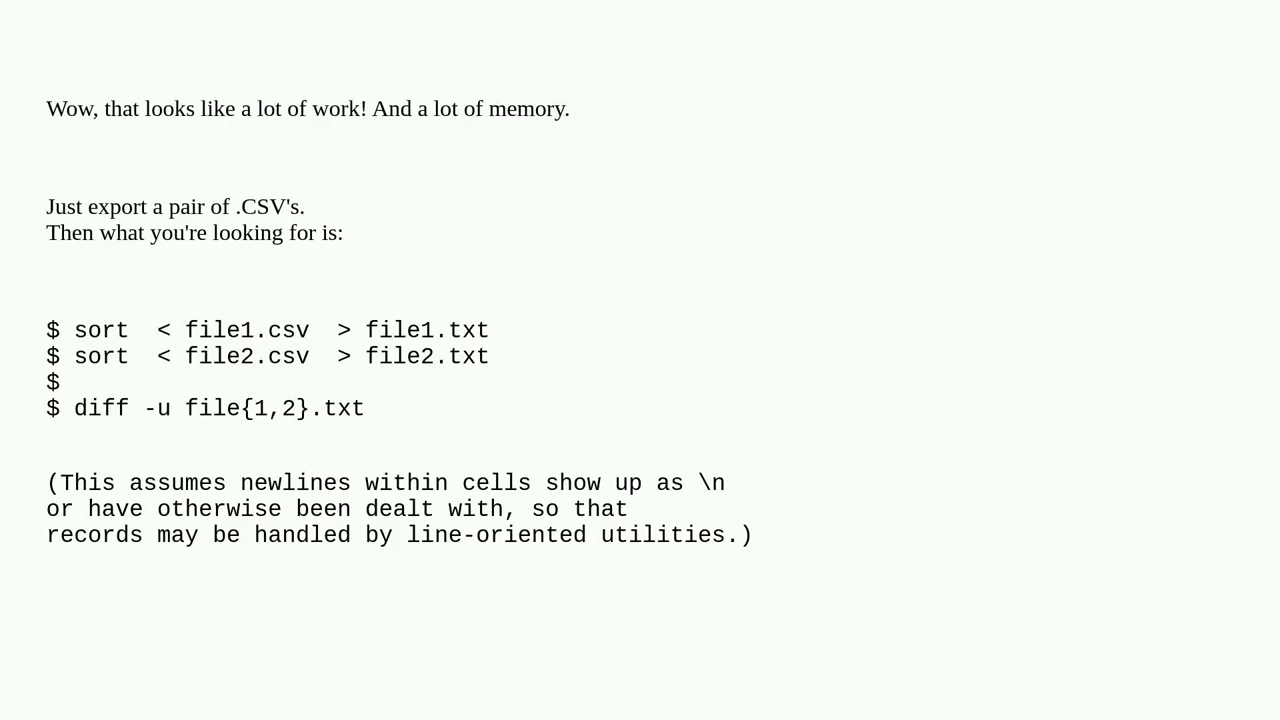 Wow, that looks like a lot of work! And a lot of memory.
Just export a pair of .CSV's.
Then what you're looking for is:
$ sort  < file1.csv  > file1.txt
$ sort  < file2.csv  > file2.txt
$
$ diff -u file{1,2}.txt
(This assumes newlines within cells show up as \n
or have otherwise been dealt with, so that
records may be handled by line-oriented utilities.)